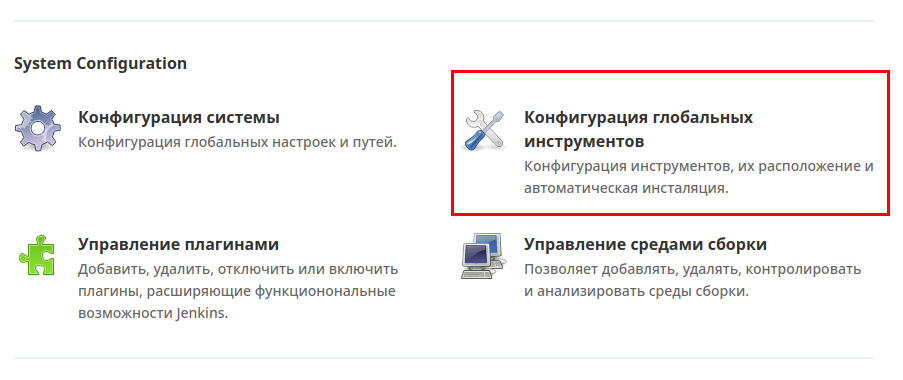 System Configuration
Конфигурация системы
Конфигурация глобальных настроек и путей.
Конфигурация глобальных
инструментов
Конфигурация инструментов, их расположение и
автоматическая инсталяция.
Управление плагинами
Добавить, удалить, отключить или включить
плагины, расширяющие функциональные
возможности Jenkins.
Управление средами сборки
Позволяет добавлять, удалять, контролировать
и анализировать среды сборки.